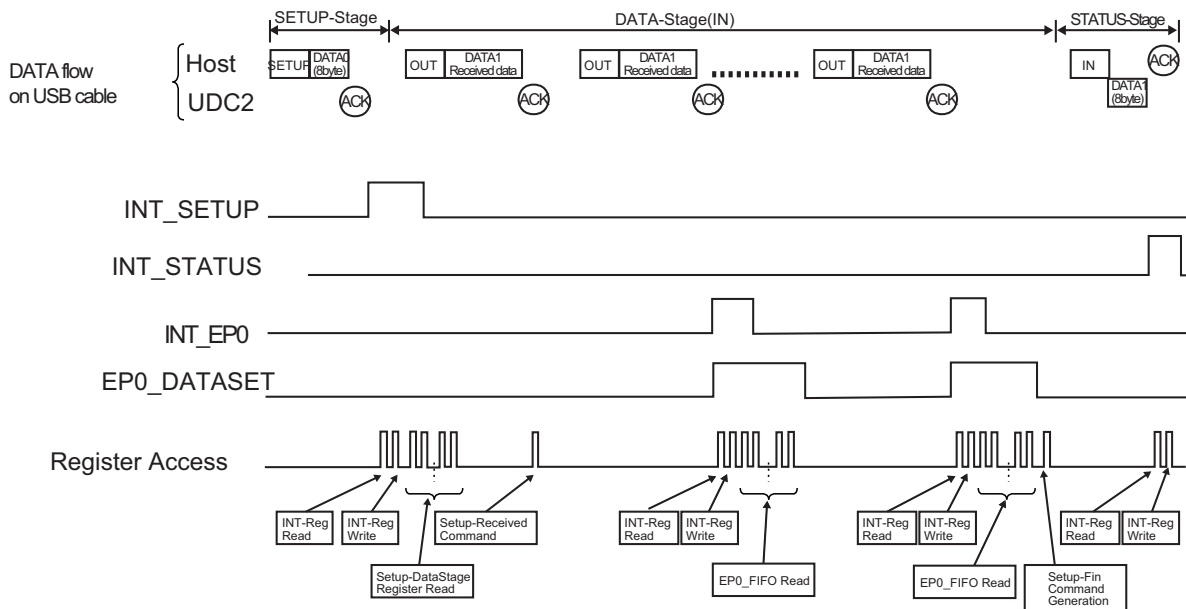 SETUP-Stage
DATA-Stage(IN)
STATUS-Stage
DATA flow
on USB cable
Host
UDC2
SETUP
DATA0
(8byte)
ACK
OUT
DATA1
Received data
ACK
OUT
DATA1
Received data
ACK
OUT
DATA1
Received data
ACK
IN
DATA1
(8byte)
ACK
INT_SETUP
INT_STATUS
INT_EP0
EP0_DATASET
Register Access
INT-Reg
Read
INT-Reg
Write
Setup-DataStage
Register Read
Setup-Received
Command
INT-Reg
Read
INT-Reg
Write
EP0_FIFO Read
INT-Reg
Read
INT-Reg
Write
EP0_FIFO Read
Setup-Fin
Command
Generation
INT-Reg
Read
INT-Reg
Write